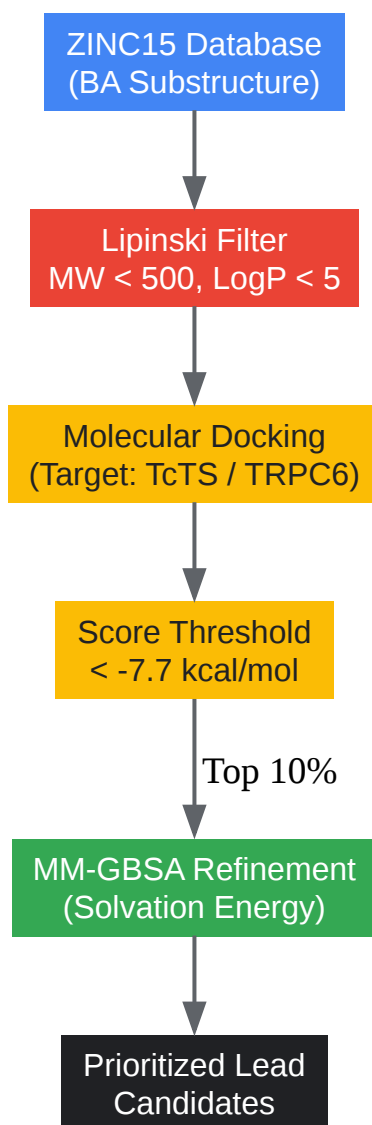 ZINC15 Database
(BA Substructure)
Lipinski Filter
MW < 500, LogP < 5
Molecular Docking
(Target: TcTS / TRPC6)
Score Threshold
< -7.7 kcal/mol
Top 10%
MM-GBSA Refinement
(Solvation Energy)
Prioritized Lead
Candidates